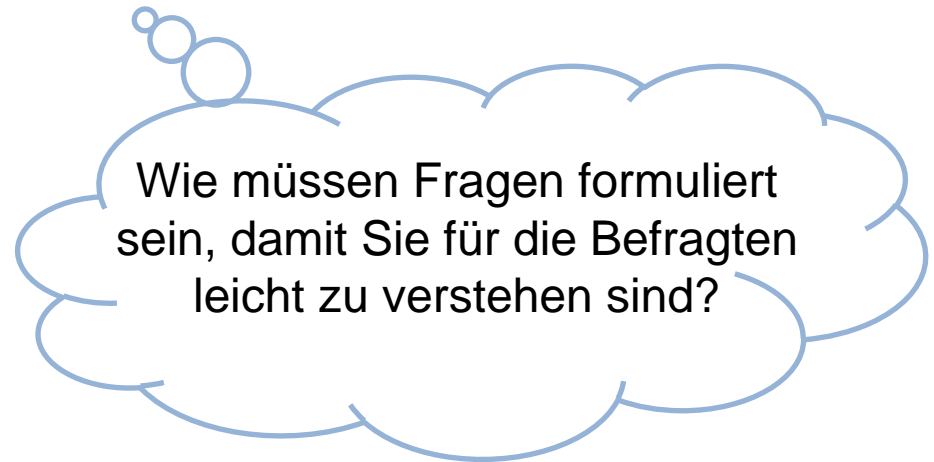 Wie müssen Fragen formuliert
sein, damit Sie für die Befragten
leicht zu verstehen sind?